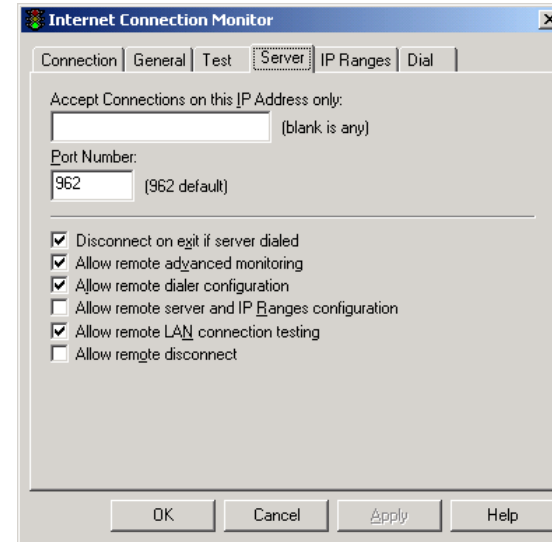 Internet Connection Monitor
Connection General Test Server IP Ranges Dial
Accept Connections on this IP Address only:
(blank is any)
Port Number:
962 (962 default)
Disconnect on exit if server dialed
Allow remote advanced monitoring
Allow remote dialer configuration
Allow remote server and IP Ranges configuration
Allow remote LAN connection testing
Allow remote disconnect
OK Cancel Apply Help